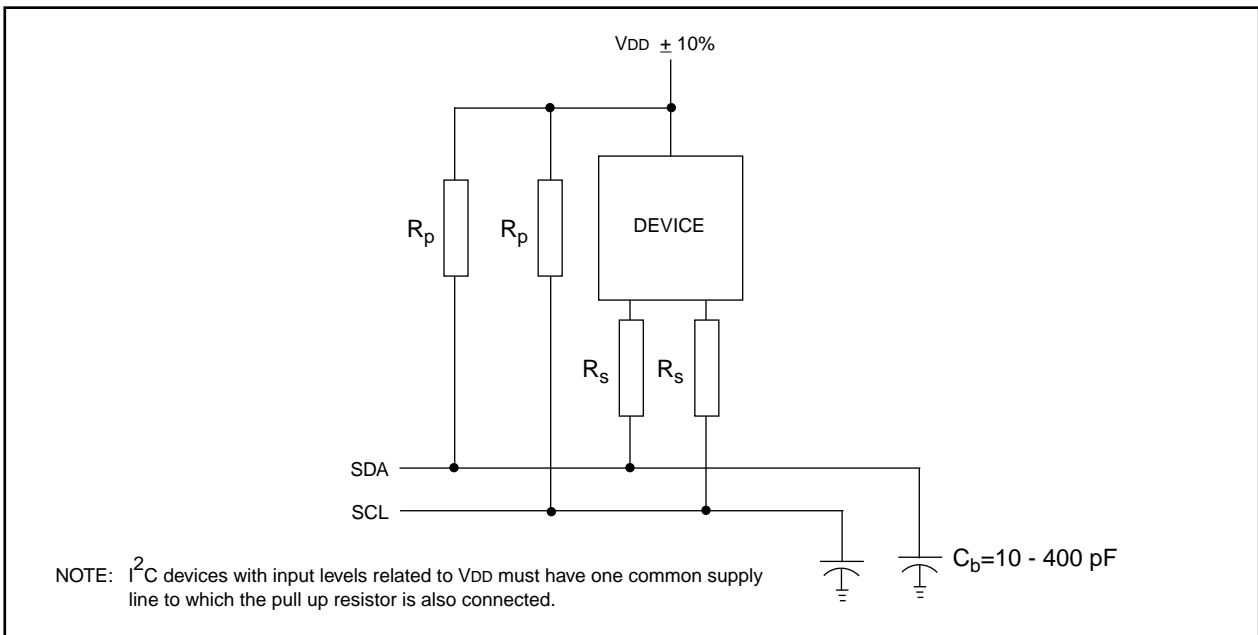 VDD ± 10%
Rp
Rp
DEVICE
Rs
Rs
SDA
SCL
Cb=10 - 400 pF
NOTE: I2C devices with input levels related to VDD must have one common supply
line to which the pull up resistor is also connected.